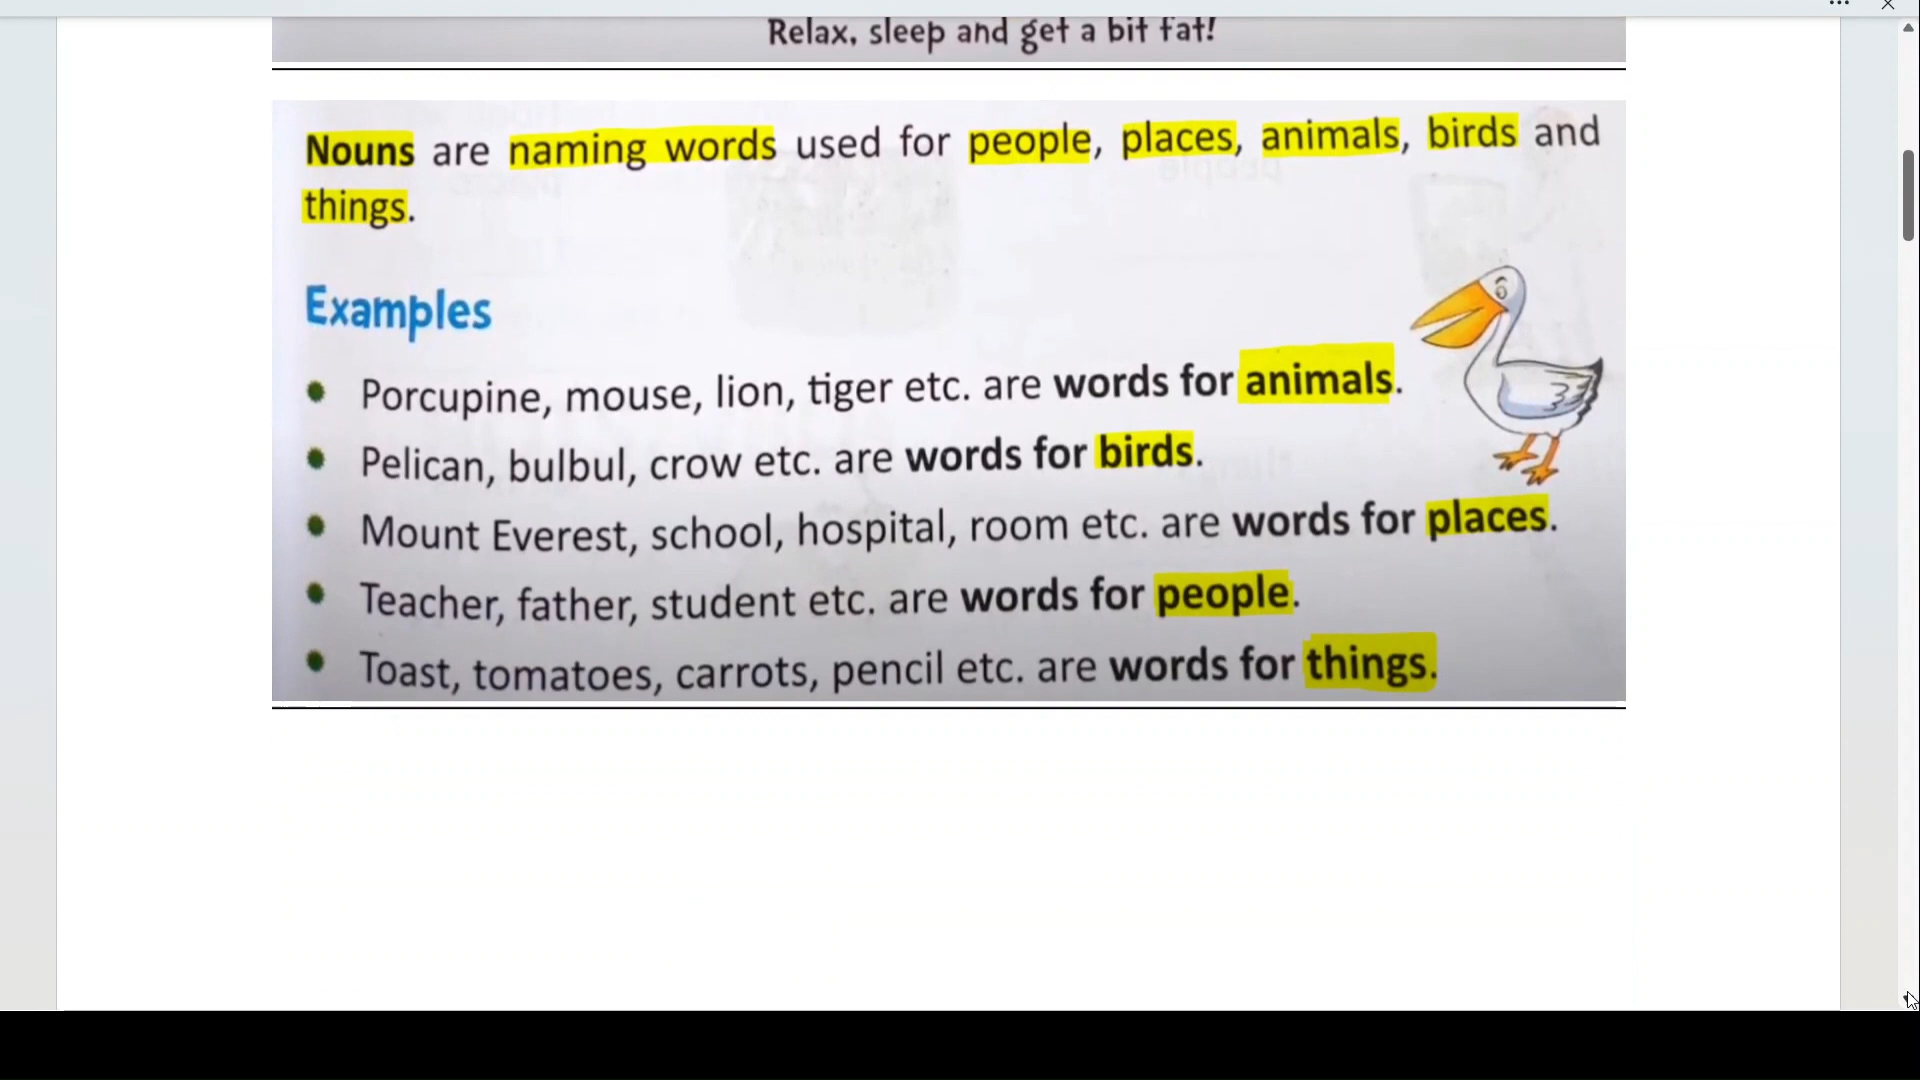 Relax, sleep and get a bit fat!
Nouns are naming words used for people, places, animals, birds and
things.
Examples
Porcupine, mouse, lion, tiger etc. are words for animals.
Pelican, bulbul, crow etc. are words for birds.
Mount Everest, school, hospital, room etc. are words for places.
Teacher, father, student etc. are words for people.
Toast, tomatoes, carrots, pencil etc. are words for things.